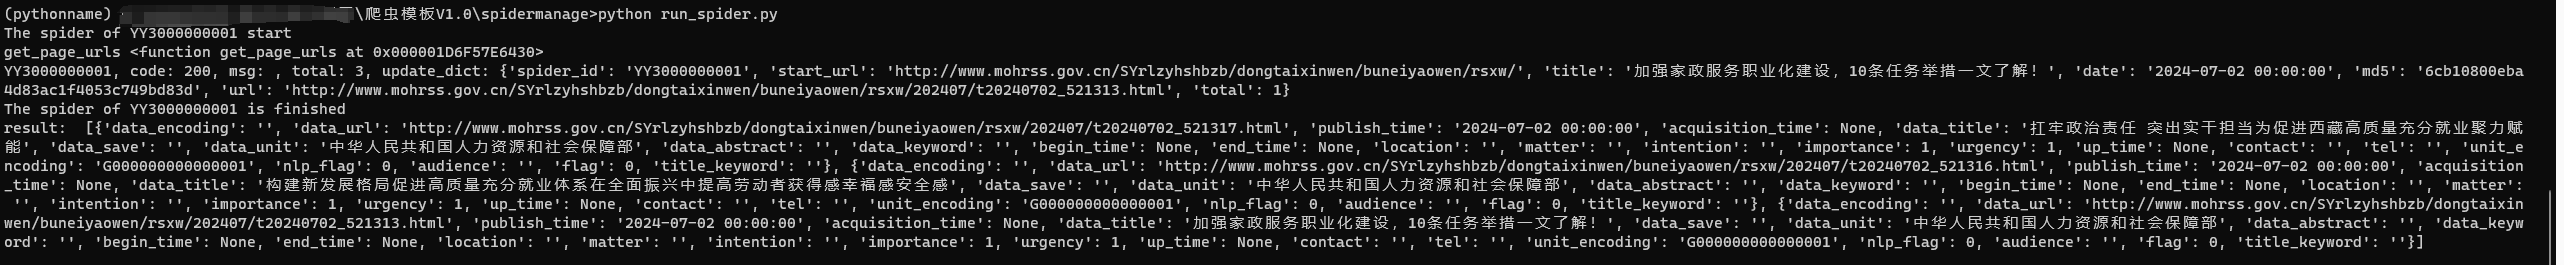 (pythonname) \爬虫模板V1.0\spidermanage>python run_spider.py
The spider of YY3000000001 start
get_page_urls <function get_page_urls at 0x000001D6F57E6430>
YY3000000001, code: 200, msg: , total: 3, update_dict: {'spider_id': 'YY3000000001', 'start_url': 'http://www.mohrss.gov.cn/SYrlzyhshbzb/dongtaixinwen/buneiyaowen/rsxw/', 'title': '加强家政服务职业化建设，10条任务举措一文了解！', 'date': '2024-07-02 00:00:00', 'md5': '6cb10800eba
4d83ac1f4053c749bd83d', 'url': 'http://www.mohrss.gov.cn/SYrlzyhshbzb/dongtaixinwen/buneiyaowen/rsxw/202407/t20240702_521313.html', 'total': 1}
The spider of YY3000000001 is finished
result:  [{'data_encoding': '', 'data_url': 'http://www.mohrss.gov.cn/SYrlzyhshbzb/dongtaixinwen/buneiyaowen/rsxw/202407/t20240702_521317.html', 'publish_time': '2024-07-02 00:00:00', 'acquisition_time': None, 'data_title': '扛牢政治责任 突出实干担当为促进西藏高质量充分就业聚力赋
能', 'data_save': '', 'data_unit': '中华人民共和国人力资源和社会保障部', 'data_abstract': '', 'data_keyword': '', 'begin_time': None, 'end_time': None, 'location': '', 'matter': '', 'intention': '', 'importance': 1, 'urgency': 1, 'up_time': None, 'contact': '', 'tel': '', 'unit_e
ncoding': 'G000000000000001', 'nlp_flag': 0, 'audience': '', 'flag': 0, 'title_keyword': ''}, {'data_encoding': '', 'data_url': 'http://www.mohrss.gov.cn/SYrlzyhshbzb/dongtaixinwen/buneiyaowen/rsxw/202407/t20240702_521316.html', 'publish_time': '2024-07-02 00:00:00', 'acquisition
_time': None, 'data_title': '构建新发展格局促进高质量充分就业体系在全面振兴中提高劳动者获得感幸福感安全感', 'data_save': '', 'data_unit': '中华人民共和国人力资源和社会保障部', 'data_abstract': '', 'data_keyword': '', 'begin_time': None, 'end_time': None, 'location': '', 'matter':
'', 'intention': '', 'importance': 1, 'urgency': 1, 'up_time': None, 'contact': '', 'tel': '', 'unit_encoding': 'G000000000000001', 'nlp_flag': 0, 'audience': '', 'flag': 0, 'title_keyword': ''}, {'data_encoding': '', 'data_url': 'http://www.mohrss.gov.cn/SYrlzyhshbzb/dongtaixin
wen/buneiyaowen/rsxw/202407/t20240702_521313.html', 'publish_time': '2024-07-02 00:00:00', 'acquisition_time': None, 'data_title': '加强家政服务职业化建设，10条任务举措一文了解！', 'data_save': '', 'data_unit': '中华人民共和国人力资源和社会保障部', 'data_abstract': '', 'data_keyw
ord': '', 'begin_time': None, 'end_time': None, 'location': '', 'matter': '', 'intention': '', 'importance': 1, 'urgency': 1, 'up_time': None, 'contact': '', 'tel': '', 'unit_encoding': 'G000000000000001', 'nlp_flag': 0, 'audience': '', 'flag': 0, 'title_keyword': ''}]